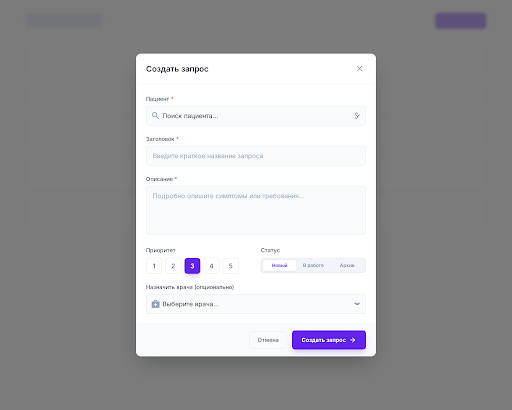 Создать запрос
Пациент *
Поиск пациента...
Заголовок *
Введите краткое название запроса
Описание *
Подробно опишите симптомы или требования...
Приоритет
Статус
1 2 3 4 5
Новый В работе Архив
Назначить врача (опционально)
Выберите врача...
Отмена
Создать запрос →